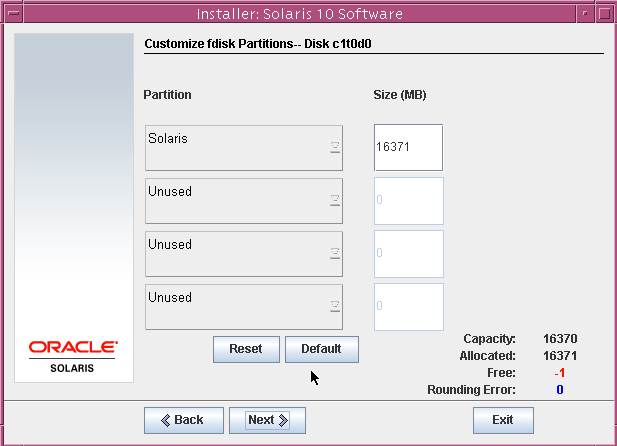 Installer: Solaris 10 Software
Customize fdisk Partitions-- Disk c1t0d0
Partition Size (MB)
Solaris 16371
Unused 0
Unused 0
Unused 0
Reset Default
Capacity: 16370
Allocated: 16371
Free: -1
Rounding Error: 0
ORACLE
SOLARIS
Back Next Exit